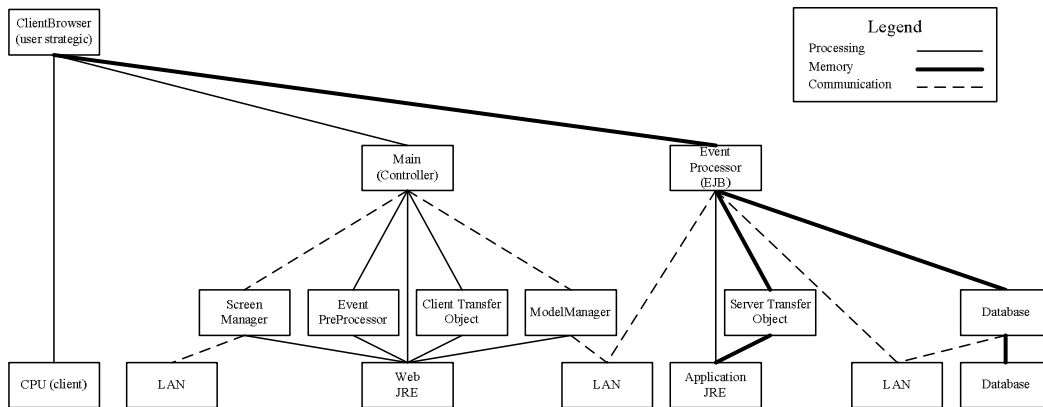 ClientBrowser
(user strategic)
Legend
Processing
Memory
Communication
Main
(Controller)
Event
Processor
(EJB)
Screen
Manager
Event
PreProcessor
Client Transfer
Object
ModelManager
Server Transfer
Object
Database
CPU (client)
LAN
Web
JRE
LAN
Application
JRE
LAN
Database